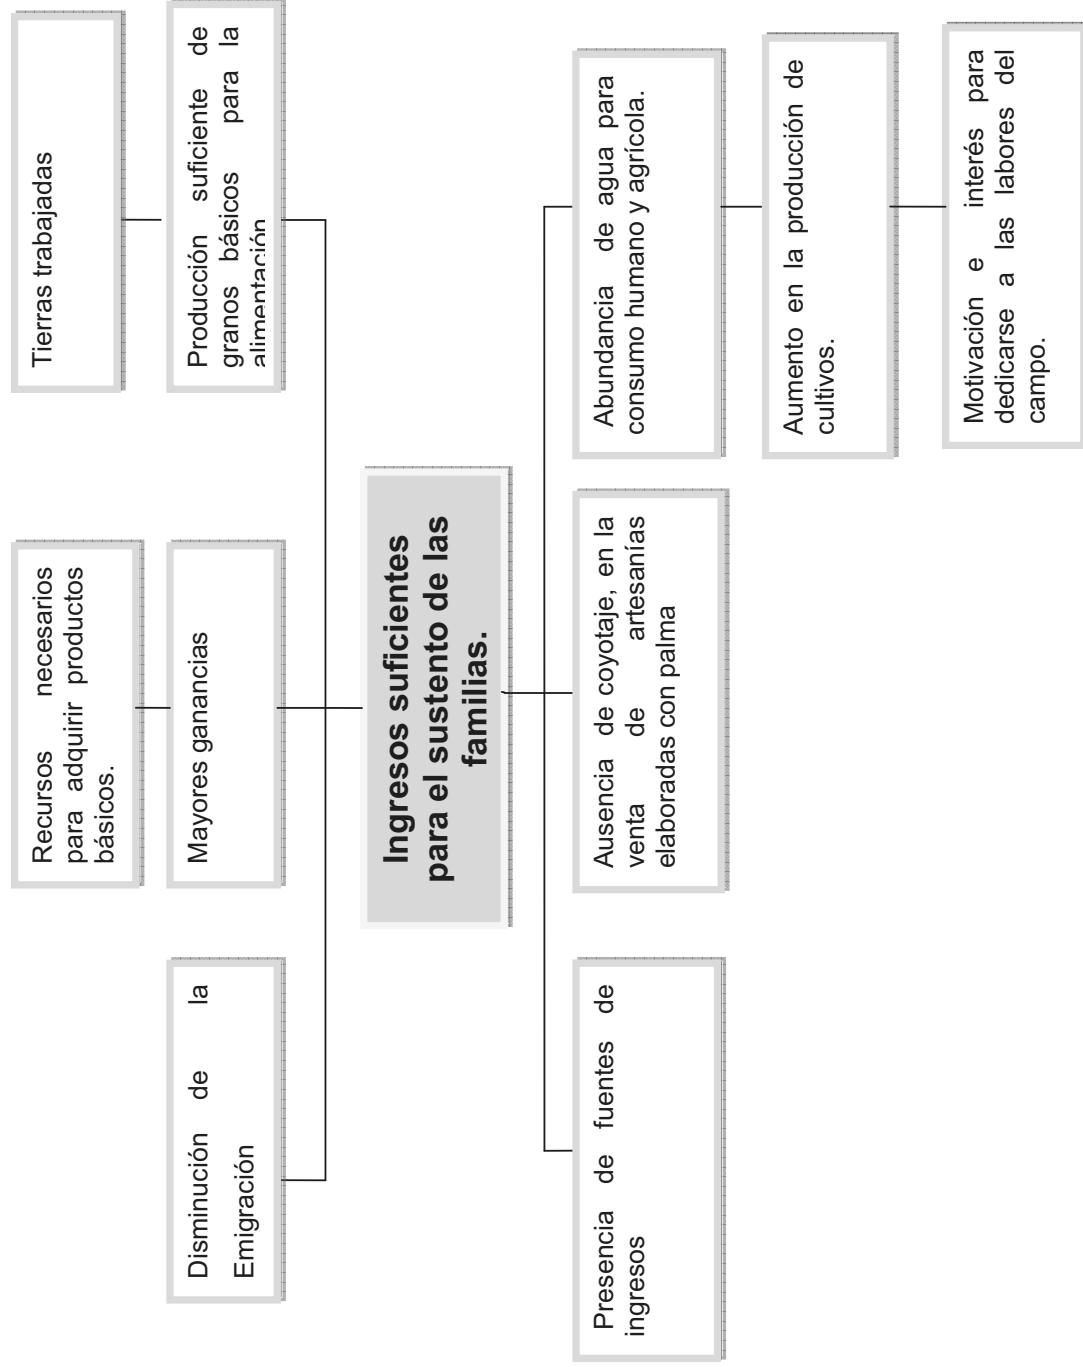 Tierras trabajadas
Recursos necesarios
para adquirir productos
básicos.
Disminución de la
Emigración
Mayores ganancias
Producción suficiente de
granos básicos para la
alimentación
Ingresos suficientes
para el sustento de las
familias.
Presencia de fuentes de
ingresos
Ausencia de coyotaje, en la
venta de artesanías
elaboradas con palma
Abundancia de agua para
consumo humano y agrícola.
Aumento en la producción de
cultivos.
Motivación e interés para
dedicarse a las labores del
campo.